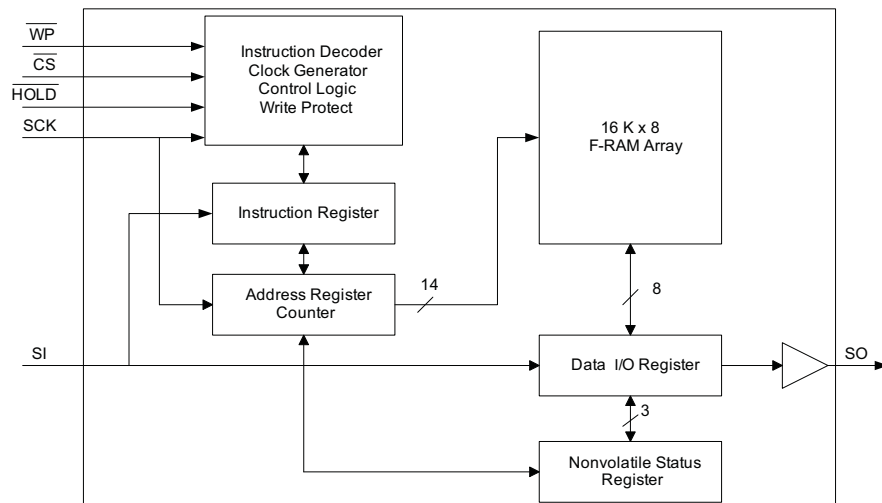 WP
CS
HOLD
SCK
Instruction Decoder
Clock Generator
Control Logic
Write Protect
16 K x 8
F-RAM Array
Instruction Register
Address Register
Counter
14
8
SI
Data I/O Register
SO
3
Nonvolatile Status
Register